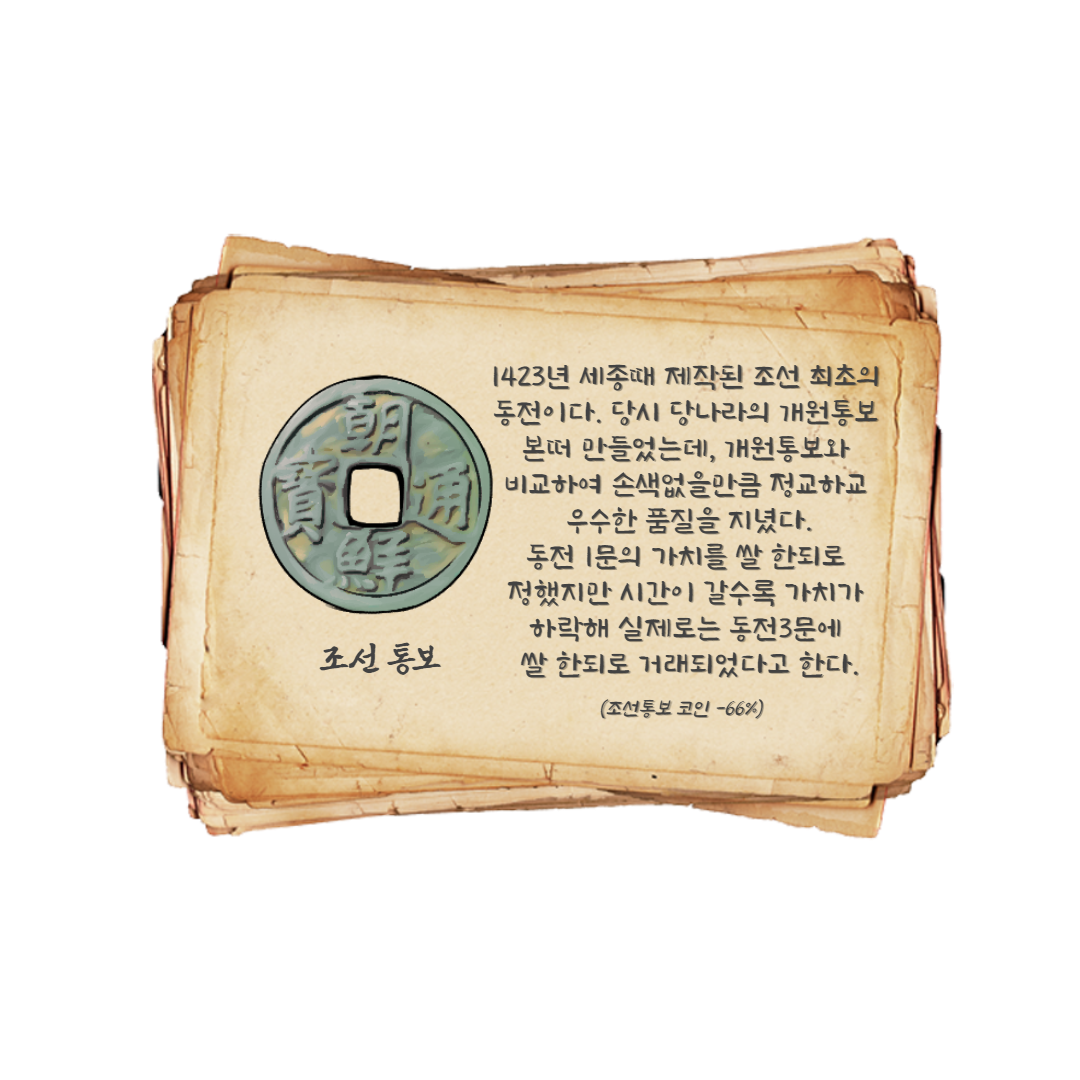 朝
寶 通
鮮
조선 통보
1423년 세종때 제작된 조선 최초의
동전이다. 당시 당나라의 개원통보
본떠 만들었는데, 개원통보와
비교하여 손색없을만큼 정교하고
우수한 품질을 지녔다.
동전 1문의 가치를 쌀 한되로
정했지만 시간이 갈수록 가치가
하락해 실제로는 동전3문에
쌀 한되로 거래되었다고 한다.
(조선통보 코인 -66%)